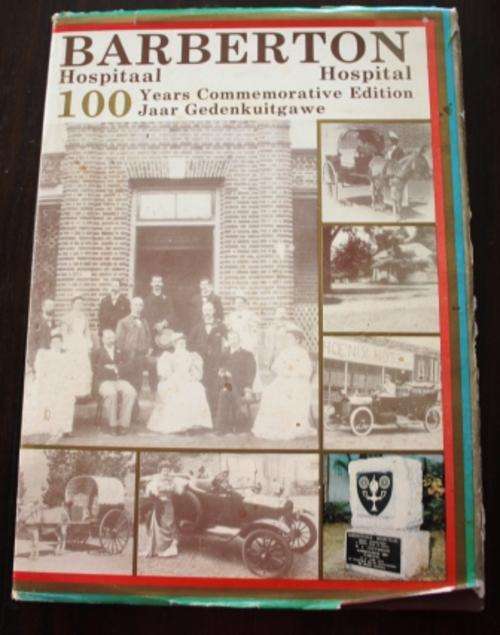 BARBERTON
Hospitaal Hospital
100 Years Commemorative Edition
Jaar Gedenkuitgawe